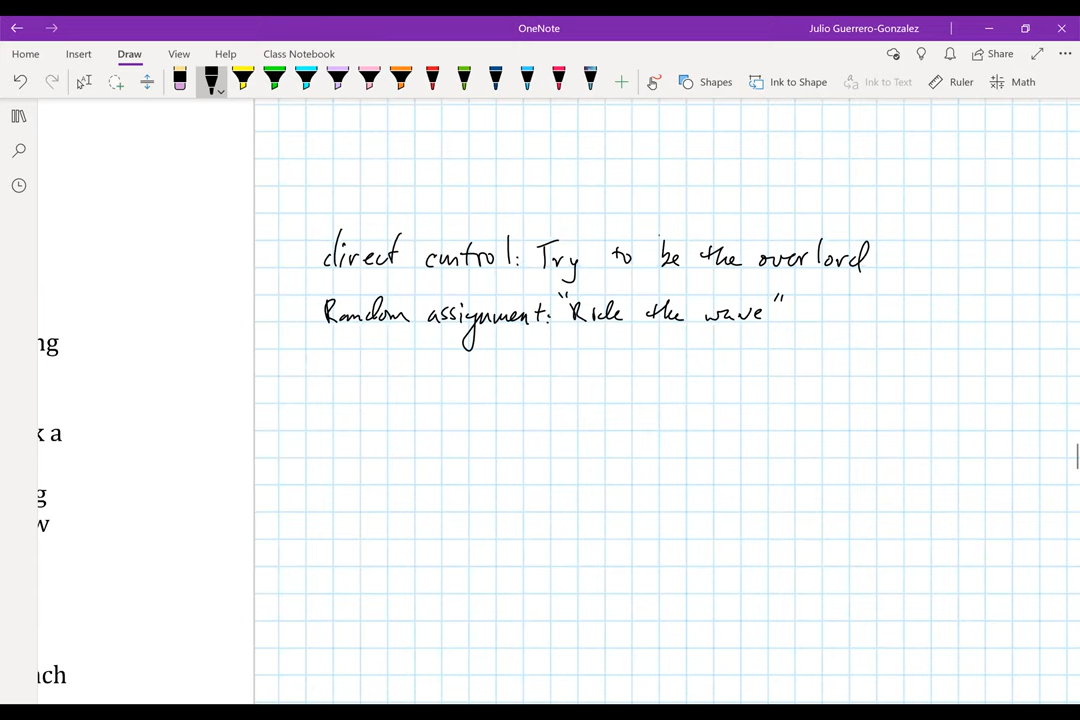 OneNote
Julio Guerrero-Gonzalez
Home Insert Draw View Help Class Notebook Share
Shapes Ink to Shape Ink to Text Ruler Math
direct control: Try to be the overlord
Random assignment: "Ride the wave"
ng
k a
g
w
ach